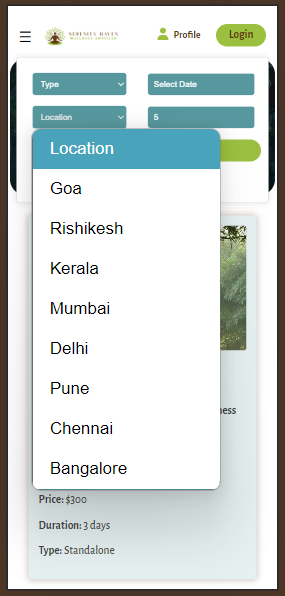 SERENITY HAVEN
Profile
Login
Type
Select Date
Location
5
Location
Goa
Rishikesh
Kerala
Mumbai
Delhi
Pune
Chennai
Bangalore
Price: $300
Duration: 3 days
Type: Standalone